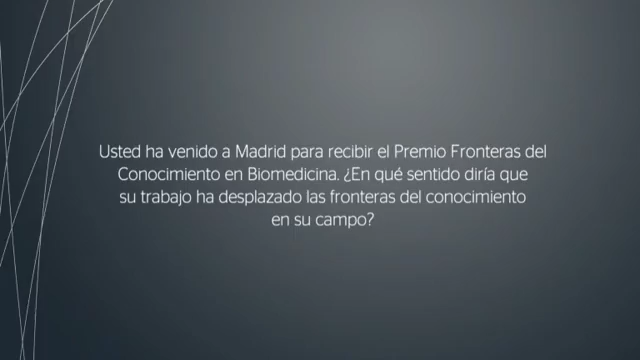 Usted ha venido a Madrid para recibir el Premio Fronteras del
Conocimiento en Biomedicina. ¿En qué sentido diría que
su trabajo ha desplazado las fronteras del conocimiento
en su campo?